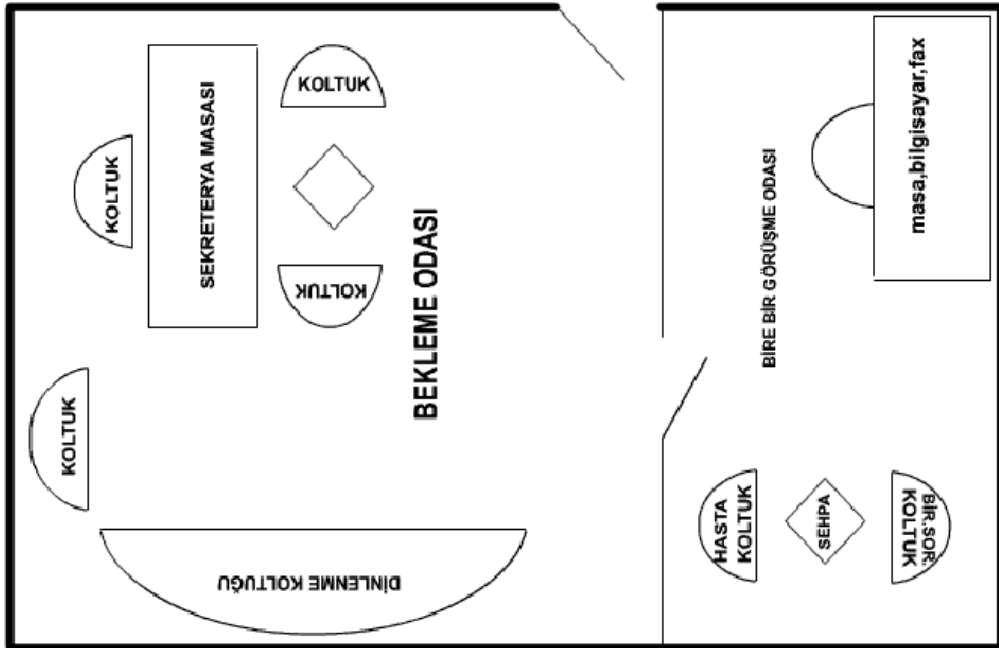 KOLTUK
SEKRETERYA MASASI
KOLTUK
KOLTUK
BEKLEME ODASI
KOLTUK
DİNLENME KOLTUĞU
masa,bilgisayar,fax
BİRE BİR GÖRÜŞME ODASI
HASTA
KOLTUK
SEHPA
BİR.SOR.
KOLTUK